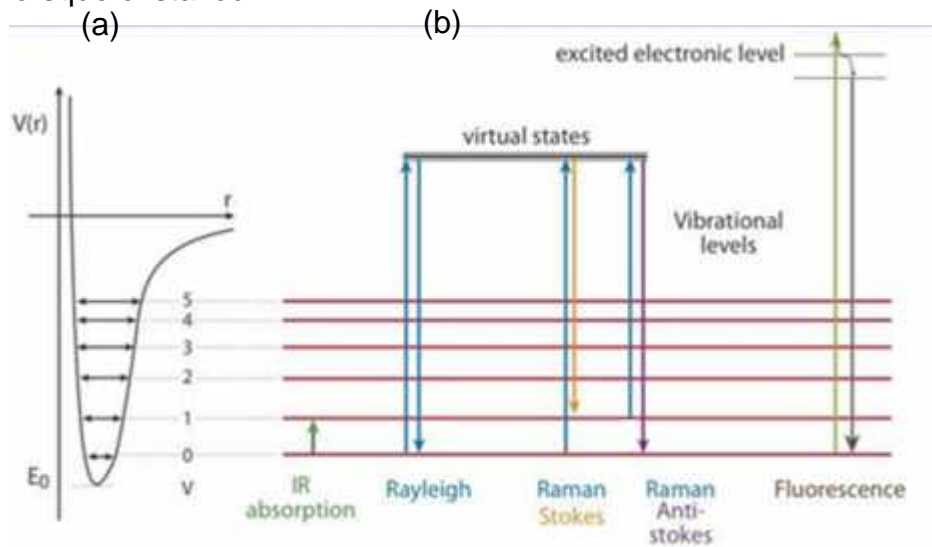 (a)
(b)
excited electronic level
V(r)
virtual states
r
Vibrational
levels
5
4
3
2
1
0
E0
V
IR
absorption
Rayleigh
Raman
Stokes
Raman
Anti-
stokes
Fluorescence